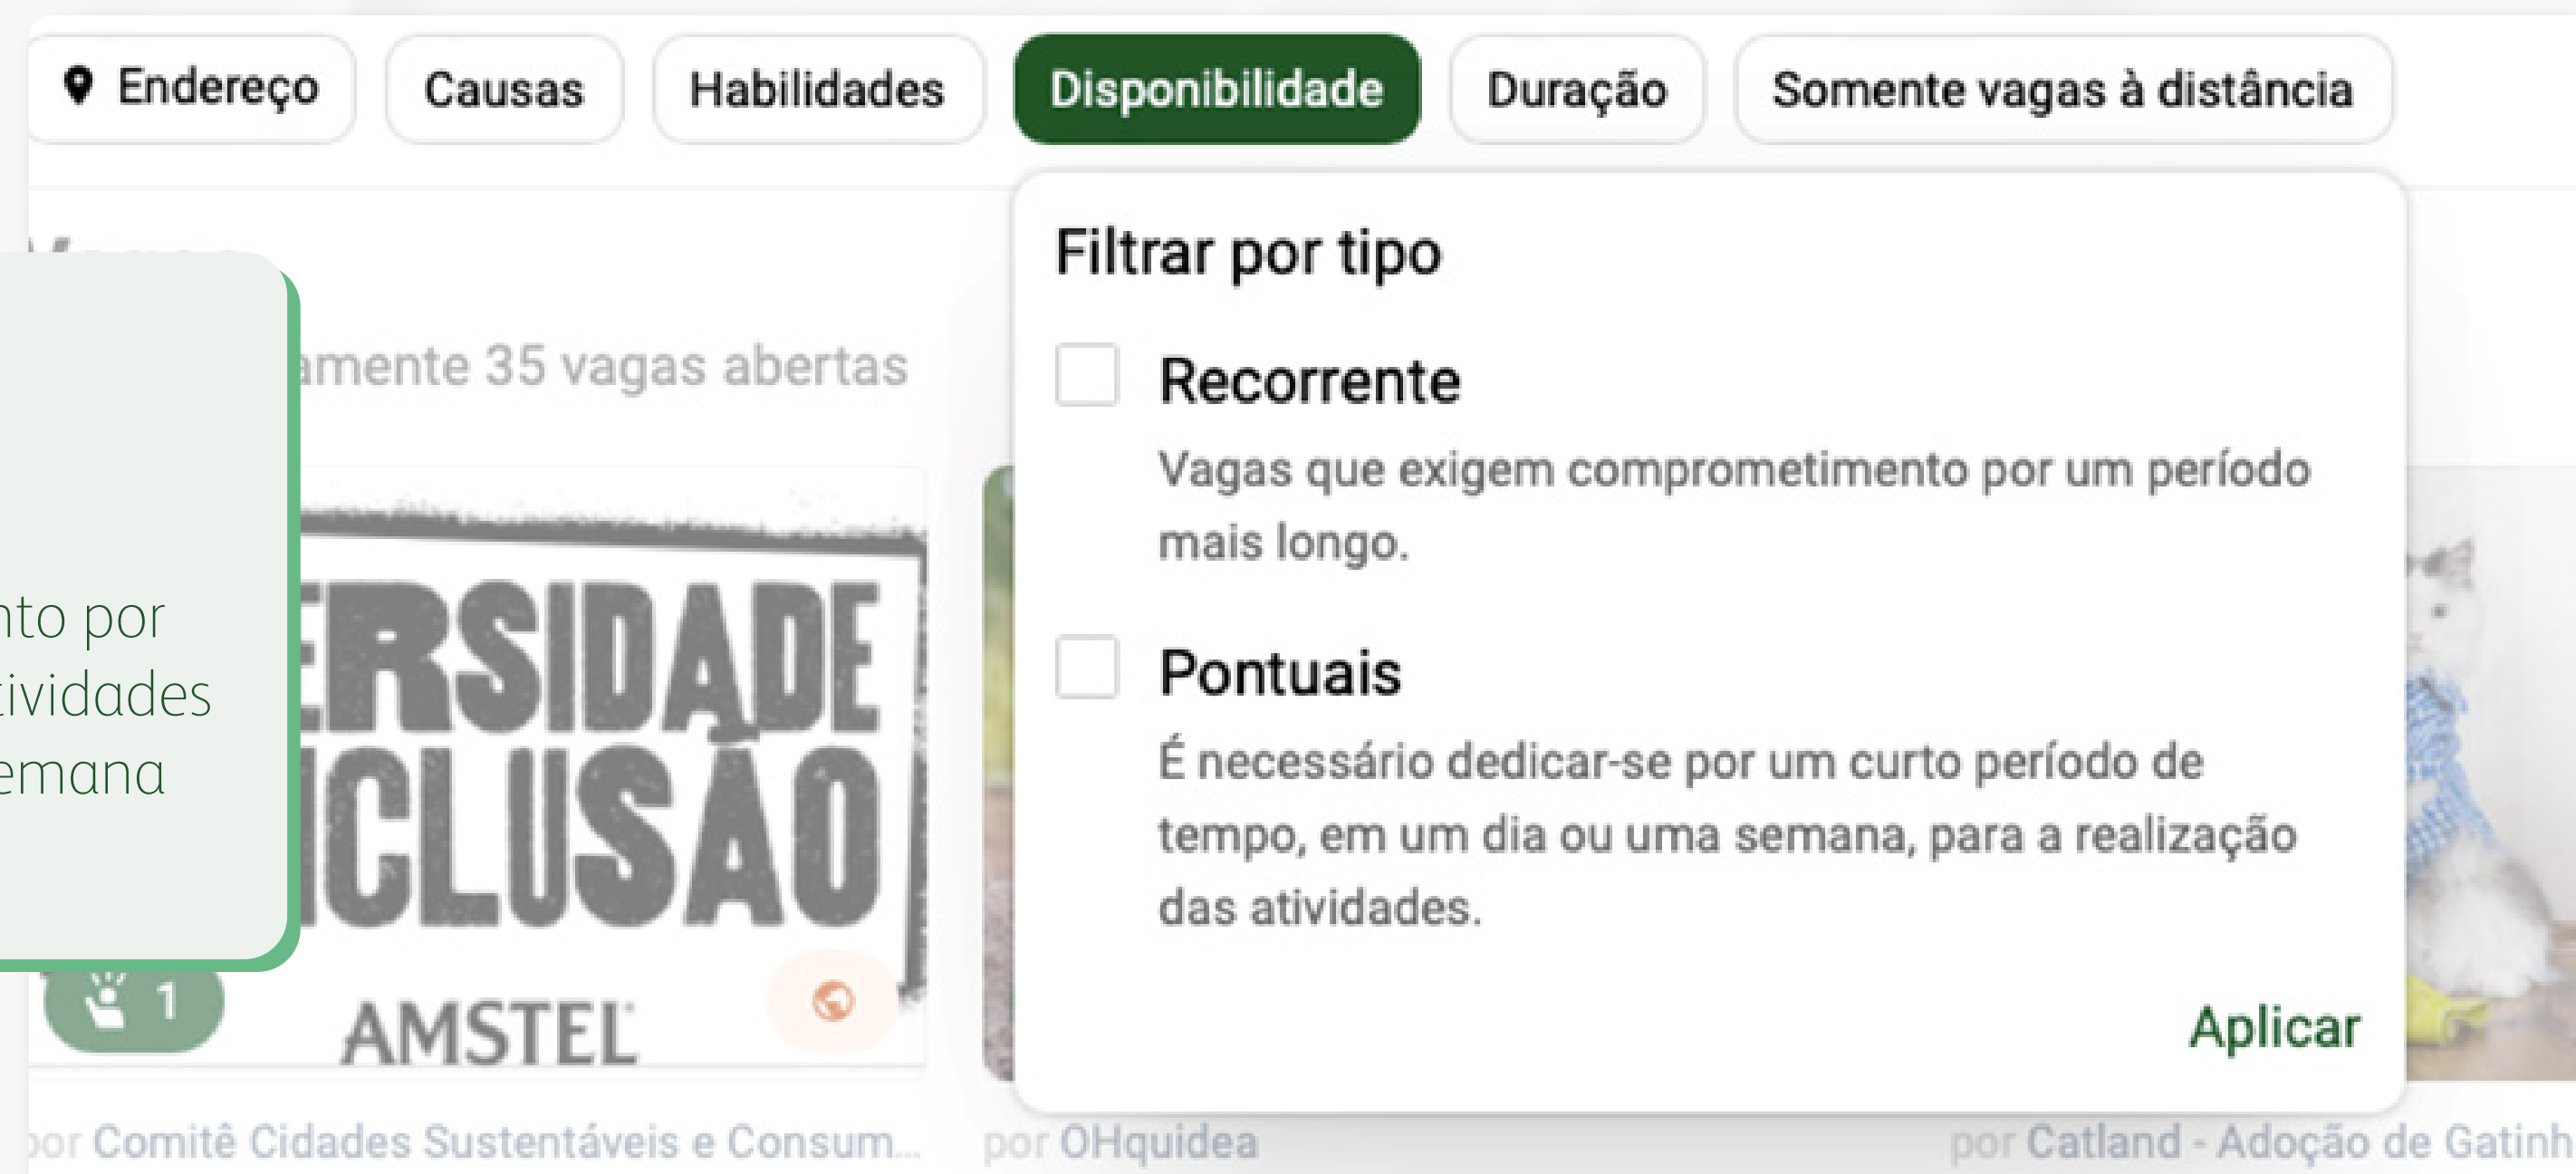 Endereço
Causas
Habilidades
Disponibilidade
Duração
Somente vagas à distância
Filtrar por tipo
Recorrente
Vagas que exigem comprometimento por um período
mais longo.
Pontuais
É necessário dedicar-se por um curto período de
tempo, em um dia ou uma semana, para a realização
das atividades.
Aplicar
amente 35 vagas abertas
nto por
tividades
emana
ERSIDADE
NCLUSÃO
AMSTEL
1
por Comitê Cidades Sustentáveis e Consum...
por OHquidea
por Catland - Adoção de Gatinh